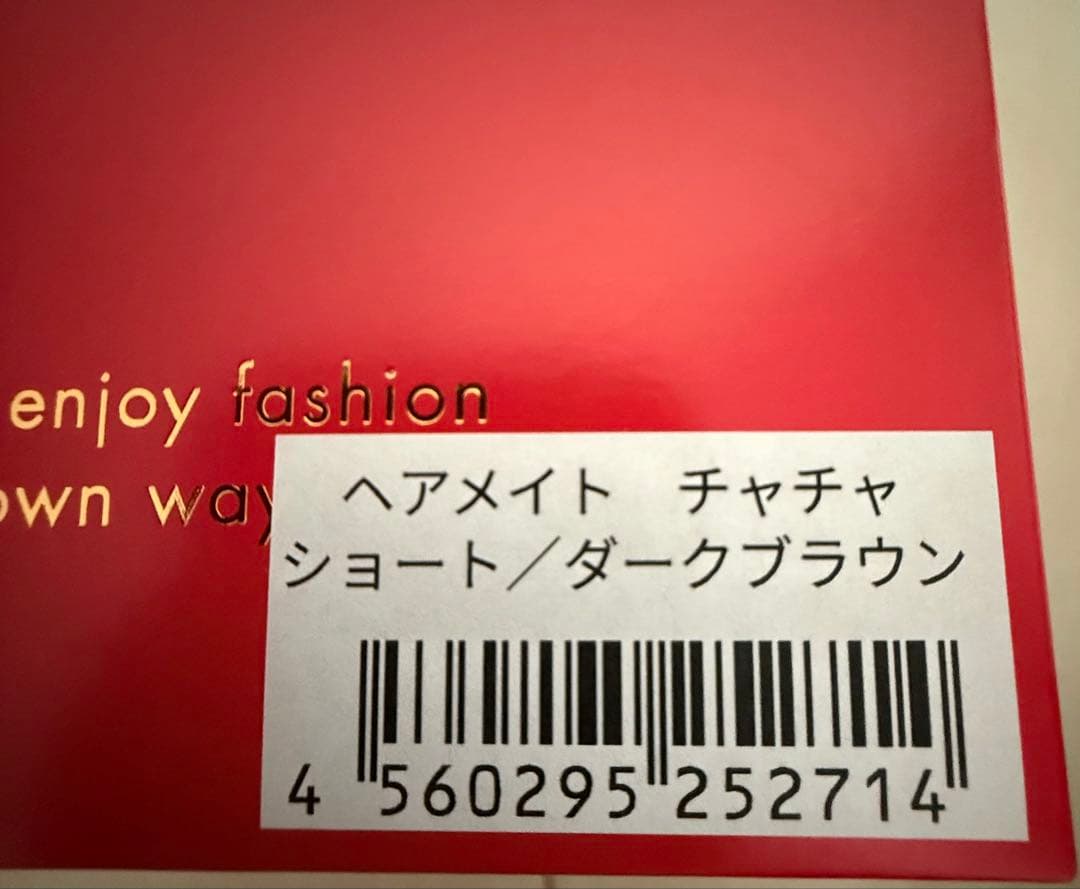 enjoy fashion
own way
ヘアメイト　チャチャ
ショート／ダークブラウン
4 560295 252714